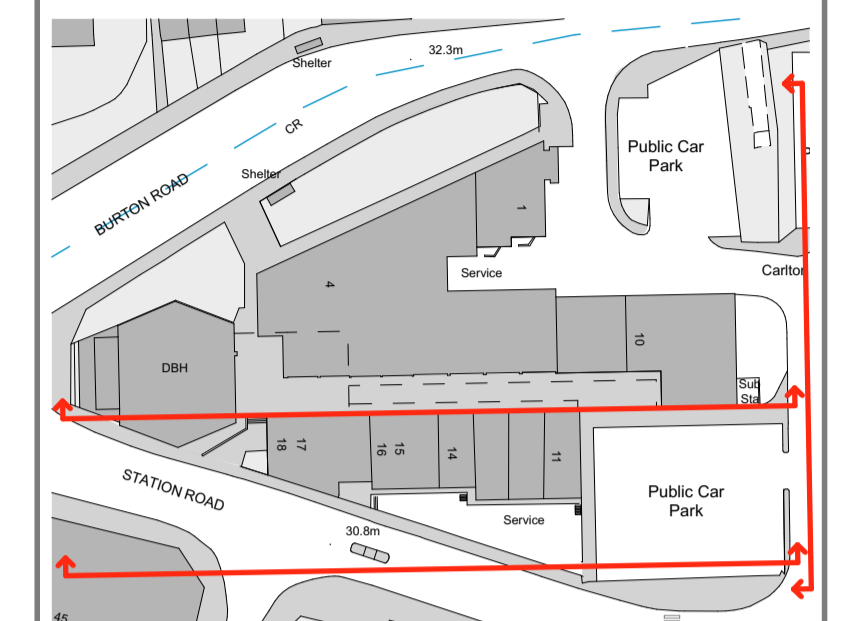 32.3m
Shelter
CR
Public Car
Park
Shelter
BURTON ROAD
1
Service
Carlton
4
10
DBH
Sub
Sta
17
18
15
16
14
11
STATION ROAD
Public Car
Park
Service
30.8m
45